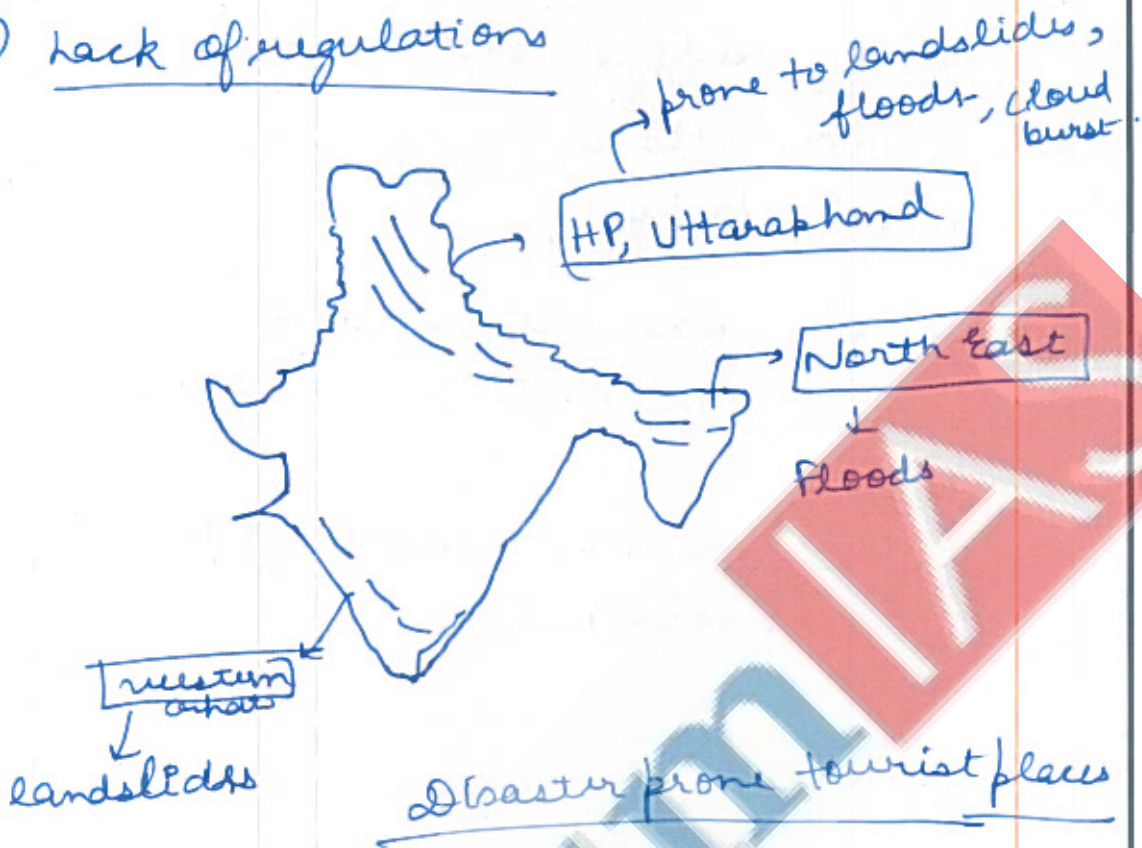 ) Lack of regulations
prone to landslides,
floods, cloud
burst.
HP, Uttarakhand
North East
Floods
Western
Ghats
landslides
Disaster prone tourist places
IAS